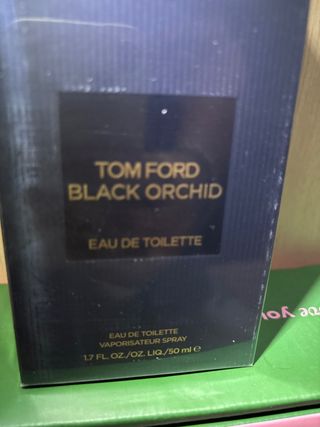 TOM FORD
BLACK ORCHID
EAU DE TOILETTE
EAU DE TOILETTE
VAPORISATEUR SPRAY
1.7 FL. OZ./OZ. LIQ./50 ml ℮